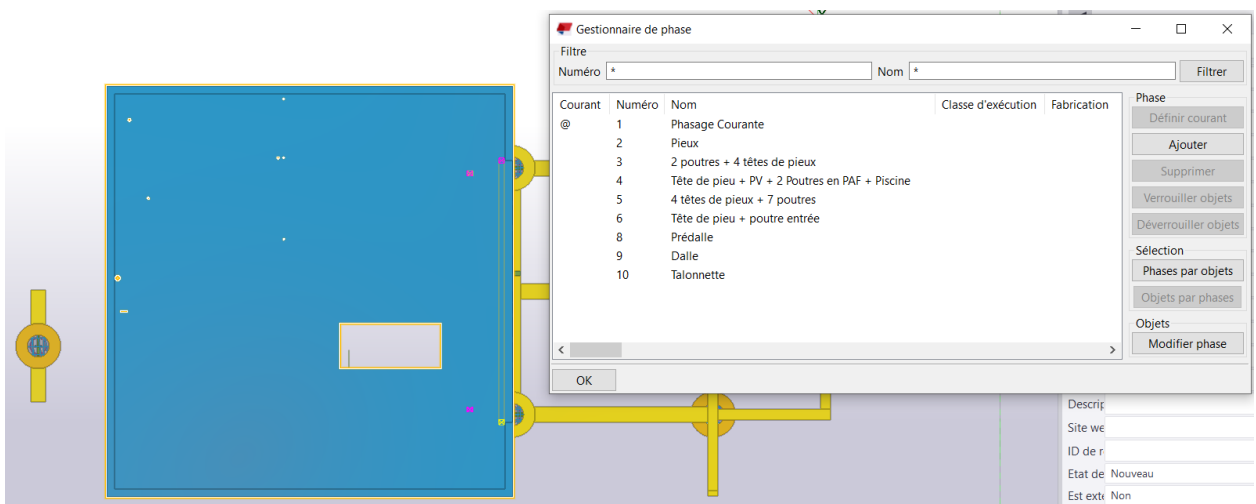 Gestionnaire de phase
Filtre
Numéro * Nom * Filtrer
Courant Numéro Nom Classe d'exécution Fabrication
@ 1 Phasage Courante
2 Pieux
3 2 poutres + 4 têtes de pieux
4 Tête de pieu + PV + 2 Poutres en PAF + Piscine
5 4 têtes de pieux + 7 poutres
6 Tête de pieu + poutre entrée
8 Prédalle
9 Dalle
10 Talonnette
Phase
Définir courant
Ajouter
Supprimer
Verrouiller objets
Déverrouiller objets
Sélection
Phases par objets
Objets par phases
Objets
Modifier phase
OK
Descrip
Site we
ID de r
Etat de Nouveau
Est exte Non